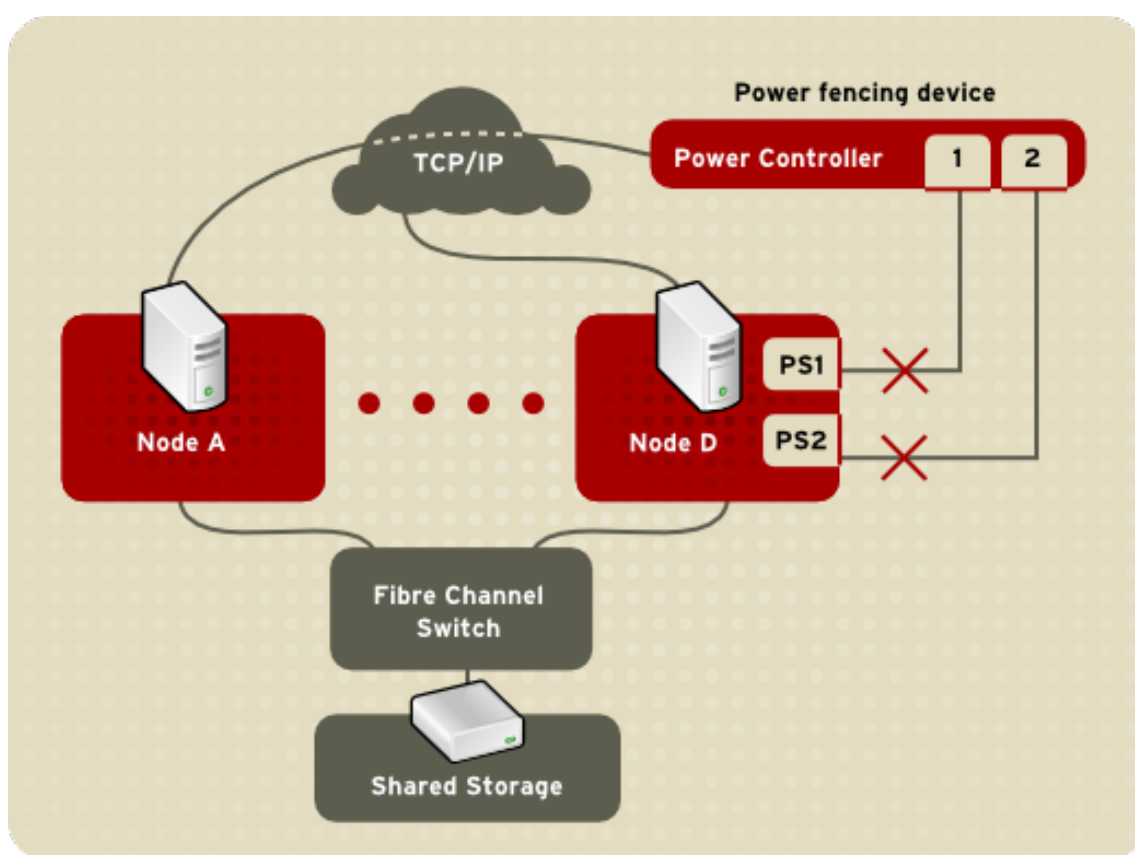 Power fencing device
Power Controller 1 2
TCP/IP
PS1
Node A
Node D
PS2
Fibre Channel
Switch
Shared Storage